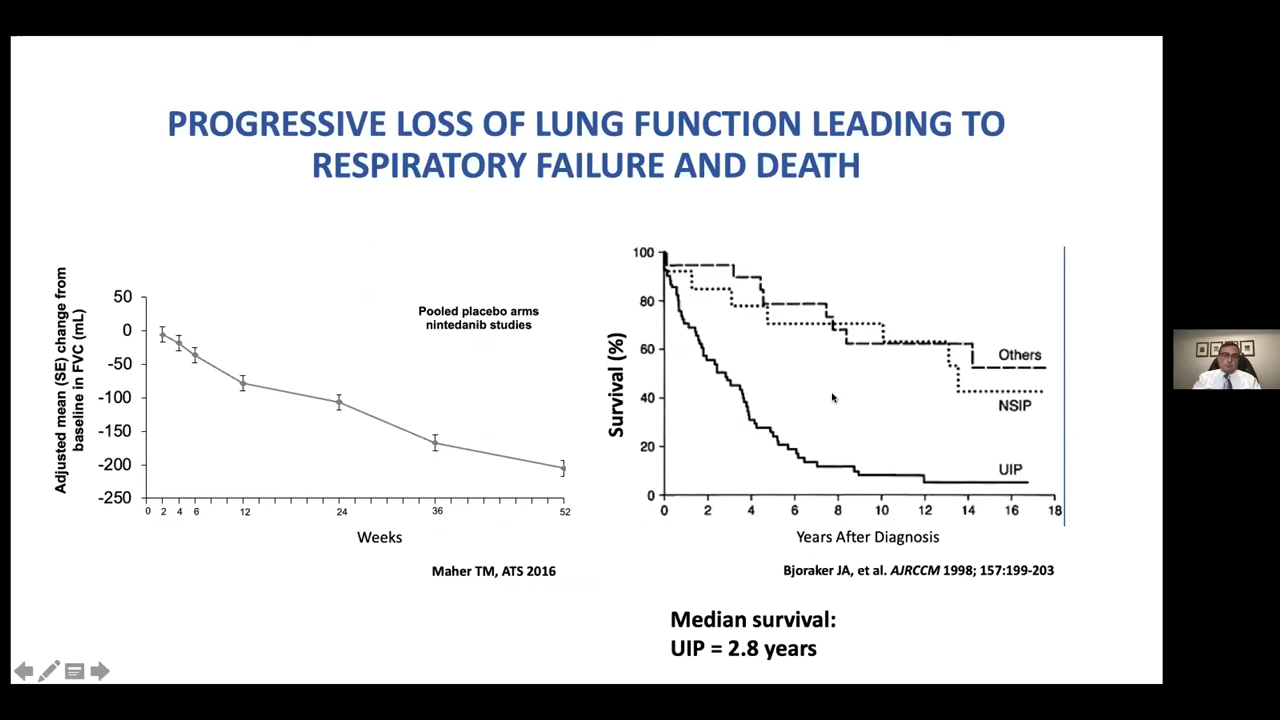 PROGRESSIVE LOSS OF LUNG FUNCTION LEADING TO
RESPIRATORY FAILURE AND DEATH
Adjusted mean (SE) change from
baseline in FVC (mL)
50
0
-50
-100
-150
-200
-250
Pooled placebo arms
nintedanib studies
0 2 4 6 12 24 36 52
Weeks
Maher TM, ATS 2016
Survival (%)
100
80
60
40
20
0
Others
NSIP
UIP
0 2 4 6 8 10 12 14 16 18
Years After Diagnosis
Bjoraker JA, et al. AJRCCM 1998; 157:199-203
Median survival:
UIP = 2.8 years